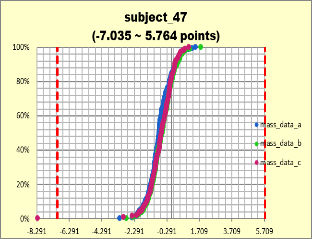 subject_47
(-7.035 ~ 5.764 points)
100%
80%
60%
40%
20%
0%
-8.291 -6.291 -4.291 -2.291 -0.291 1.709 3.709 5.709
mass_data_a
mass_data_b
mass_data_c